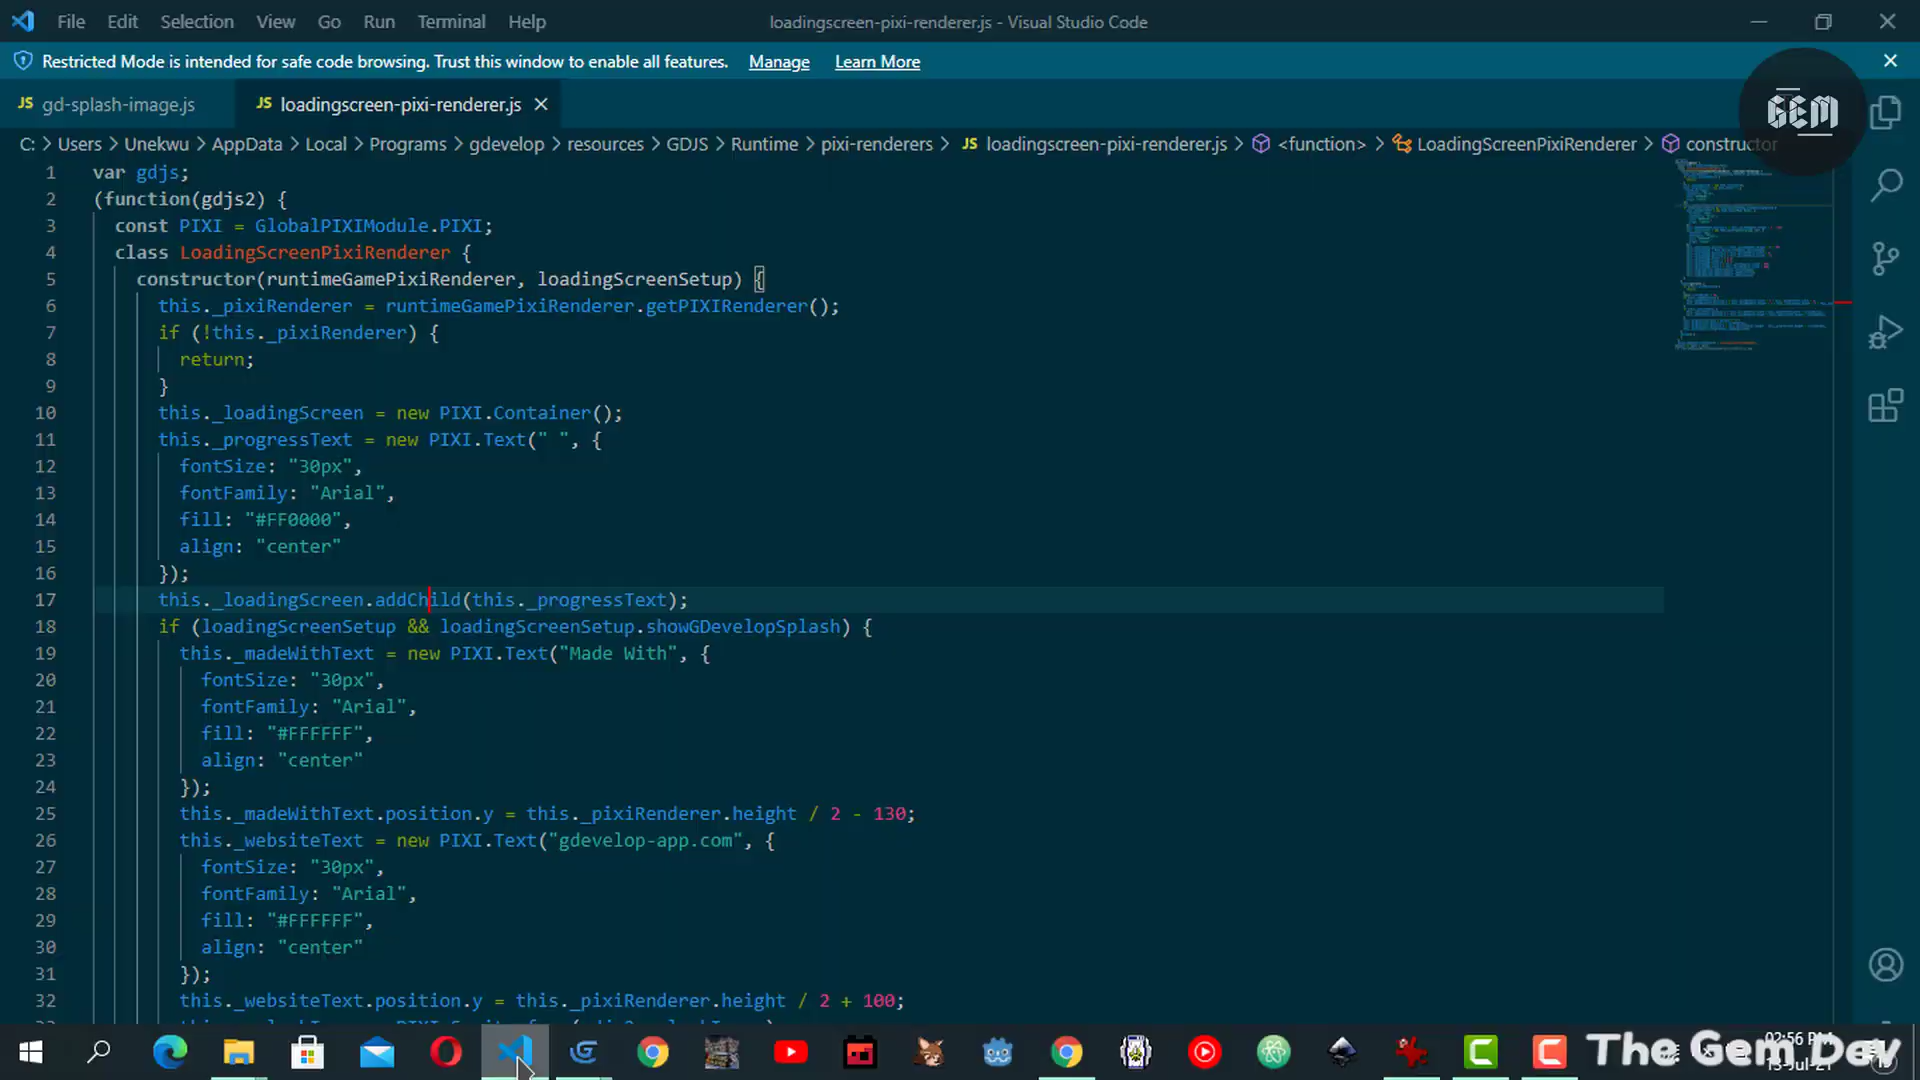 File Edit Selection View Go Run Terminal Help loadingscreen-pixi-renderer.js - Visual Studio Code
Restricted Mode is intended for safe code browsing. Trust this window to enable all features. Manage Learn More
JS gd-splash-image.js JS loadingscreen-pixi-renderer.js
GEM
C: > Users > Unekwu > AppData > Local > Programs > gdevelop > resources > GDJS > Runtime > pixi-renderers > JS loadingscreen-pixi-renderer.js > <function> > LoadingScreenPixiRenderer > constructor
1 var gdjs;
2 (function(gdjs2) {
3 const PIXI = GlobalPIXIModule.PIXI;
4 class LoadingScreenPixiRenderer {
5 constructor(runtimeGamePixiRenderer, loadingScreenSetup) {
6 this._pixiRenderer = runtimeGamePixiRenderer.getPIXIRenderer();
7 if (!this._pixiRenderer) {
8 return;
9 }
10 this._loadingScreen = new PIXI.Container();
11 this._progressText = new PIXI.Text(" ", {
12 fontSize: "30px",
13 fontFamily: "Arial",
14 fill: "#FF0000",
15 align: "center"
16 });
17 this._loadingScreen.addChild(this._progressText);
18 if (loadingScreenSetup && loadingScreenSetup.showGDevelopSplash) {
19 this._madeWithText = new PIXI.Text("Made With", {
20 fontSize: "30px",
21 fontFamily: "Arial",
22 fill: "#FFFFFF",
23 align: "center"
24 });
25 this._madeWithText.position.y = this._pixiRenderer.height / 2 - 130;
26 this._websiteText = new PIXI.Text("gdevelop-app.com", {
27 fontSize: "30px",
28 fontFamily: "Arial",
29 fill: "#FFFFFF",
30 align: "center"
31 });
32 this._websiteText.position.y = this._pixiRenderer.height / 2 + 100;
02:56 PM
The Gem Dev